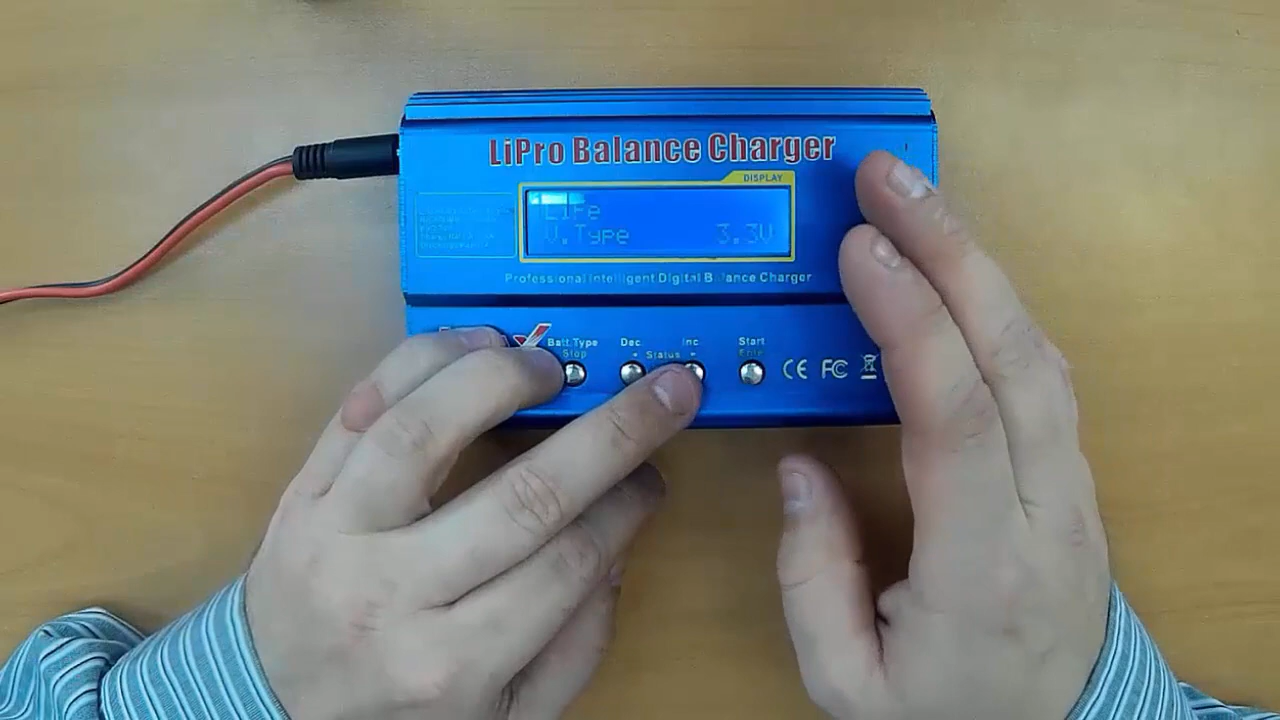 LiPro Balance Charger
DISPLAY
LiFe
V.Type 3.3V
Professional Intelligent Digital Balance Charger
Batt.Type
Stop
Dec.
Status
Inc.
Start
CE FC